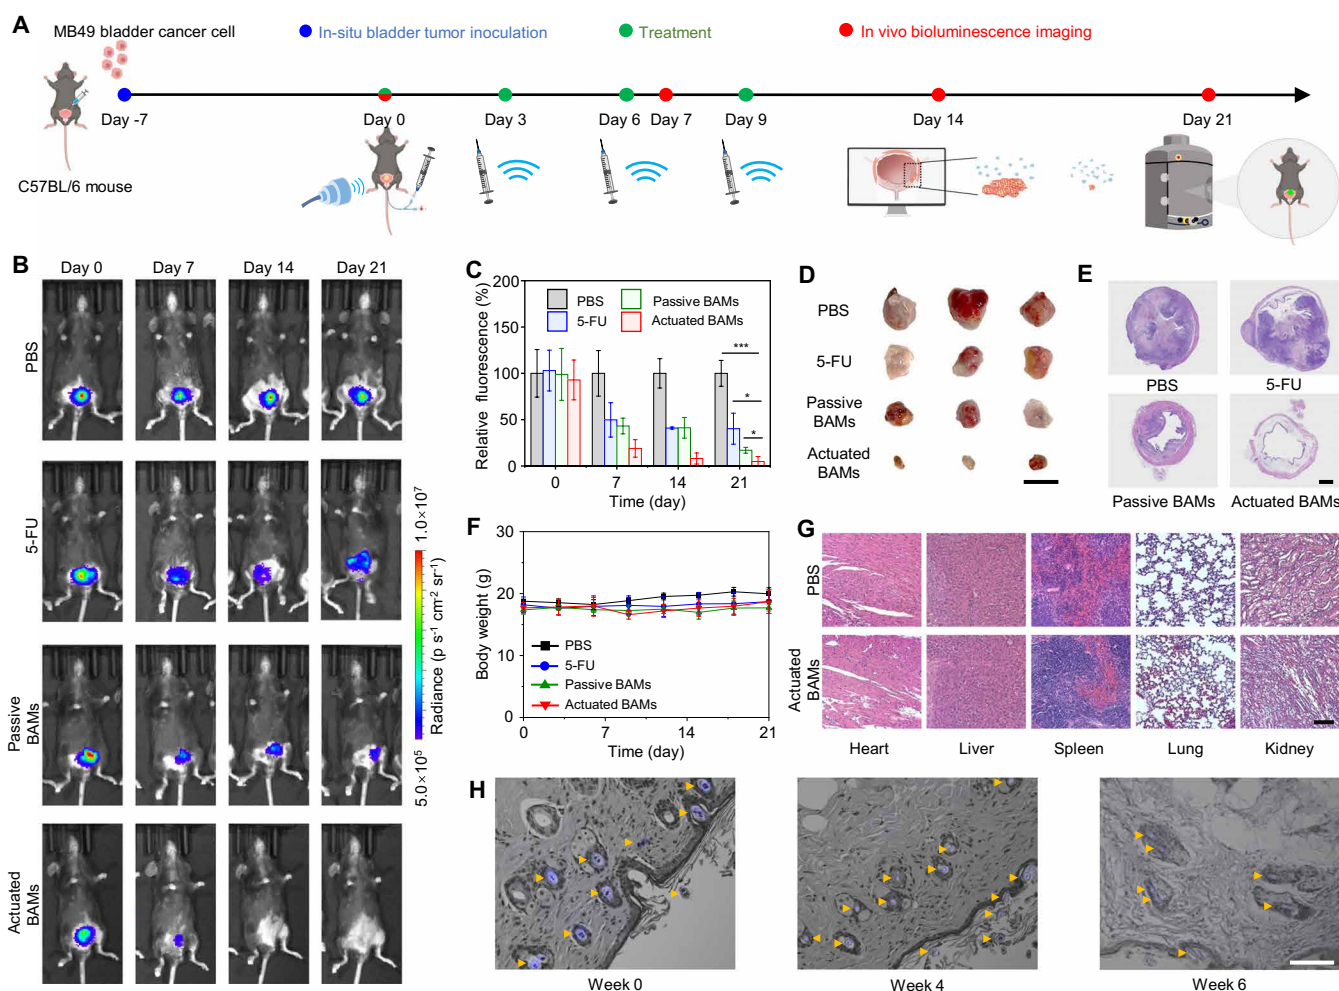 A
MB49 bladder cancer cell
In-situ bladder tumor inoculation
Treatment
In vivo bioluminescence imaging
Day -7
Day 0
Day 3
Day 6
Day 7
Day 9
Day 14
Day 21
C57BL/6 mouse
B
Day 0
Day 7
Day 14
Day 21
PBS
5-FU
Passive
BAMs
Actuated
BAMs
1.0×10⁷
Radiance (p s⁻¹ cm² sr⁻¹)
5.0×10⁵
C
Relative fluorescence (%)
200
150
100
50
0
PBS
5-FU
Passive BAMs
Actuated BAMs
***
*
*
0
7
14
21
Time (day)
D
PBS
5-FU
Passive
BAMs
Actuated
BAMs
E
PBS
5-FU
Passive BAMs
Actuated BAMs
F
Body weight (g)
30
20
10
0
PBS
5-FU
Passive BAMs
Actuated BAMs
0
7
14
21
Time (day)
G
PBS
Actuated
BAMs
Heart
Liver
Spleen
Lung
Kidney
H
Week 0
Week 4
Week 6